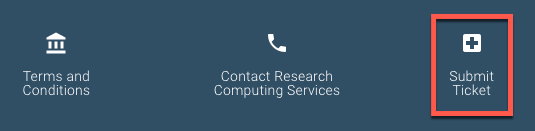 Terms and
Conditions
Contact Research
Computing Services
Submit
Ticket